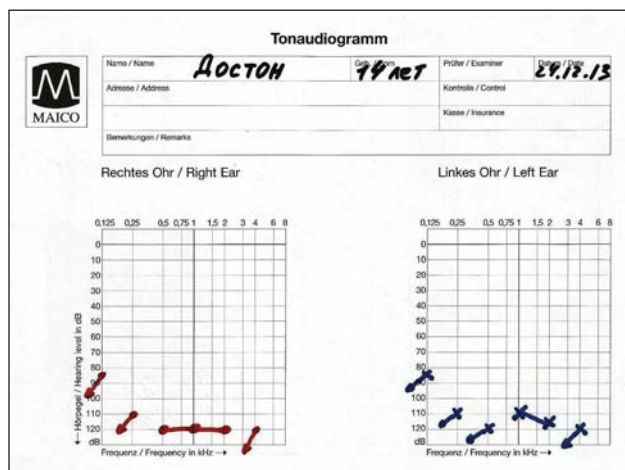 Tonaudiogramm
MAICO
Name / Name ДОСТОН Geb. / Born 14 лет Prüfer / Examiner Datum / Date 24.12.13
Adresse / Address Kontrolle / Control
Kasse / Insurance
Bemerkungen / Remarks
Rechtes Ohr / Right Ear Linkes Ohr / Left Ear
0,125 0,25 0,5 0,75 1 1,5 2 3 4 6 8
0
10
20
30
40
50
60
70
80
90
100
110
120
dB
← Hörpegel / Hearing level in dB
Frequenz / Frequency in kHz →
0,125 0,25 0,5 0,75 1 1,5 2 3 4 6 8
0
10
20
30
40
50
60
70
80
90
100
110
120
dB
Frequenz / Frequency in kHz →